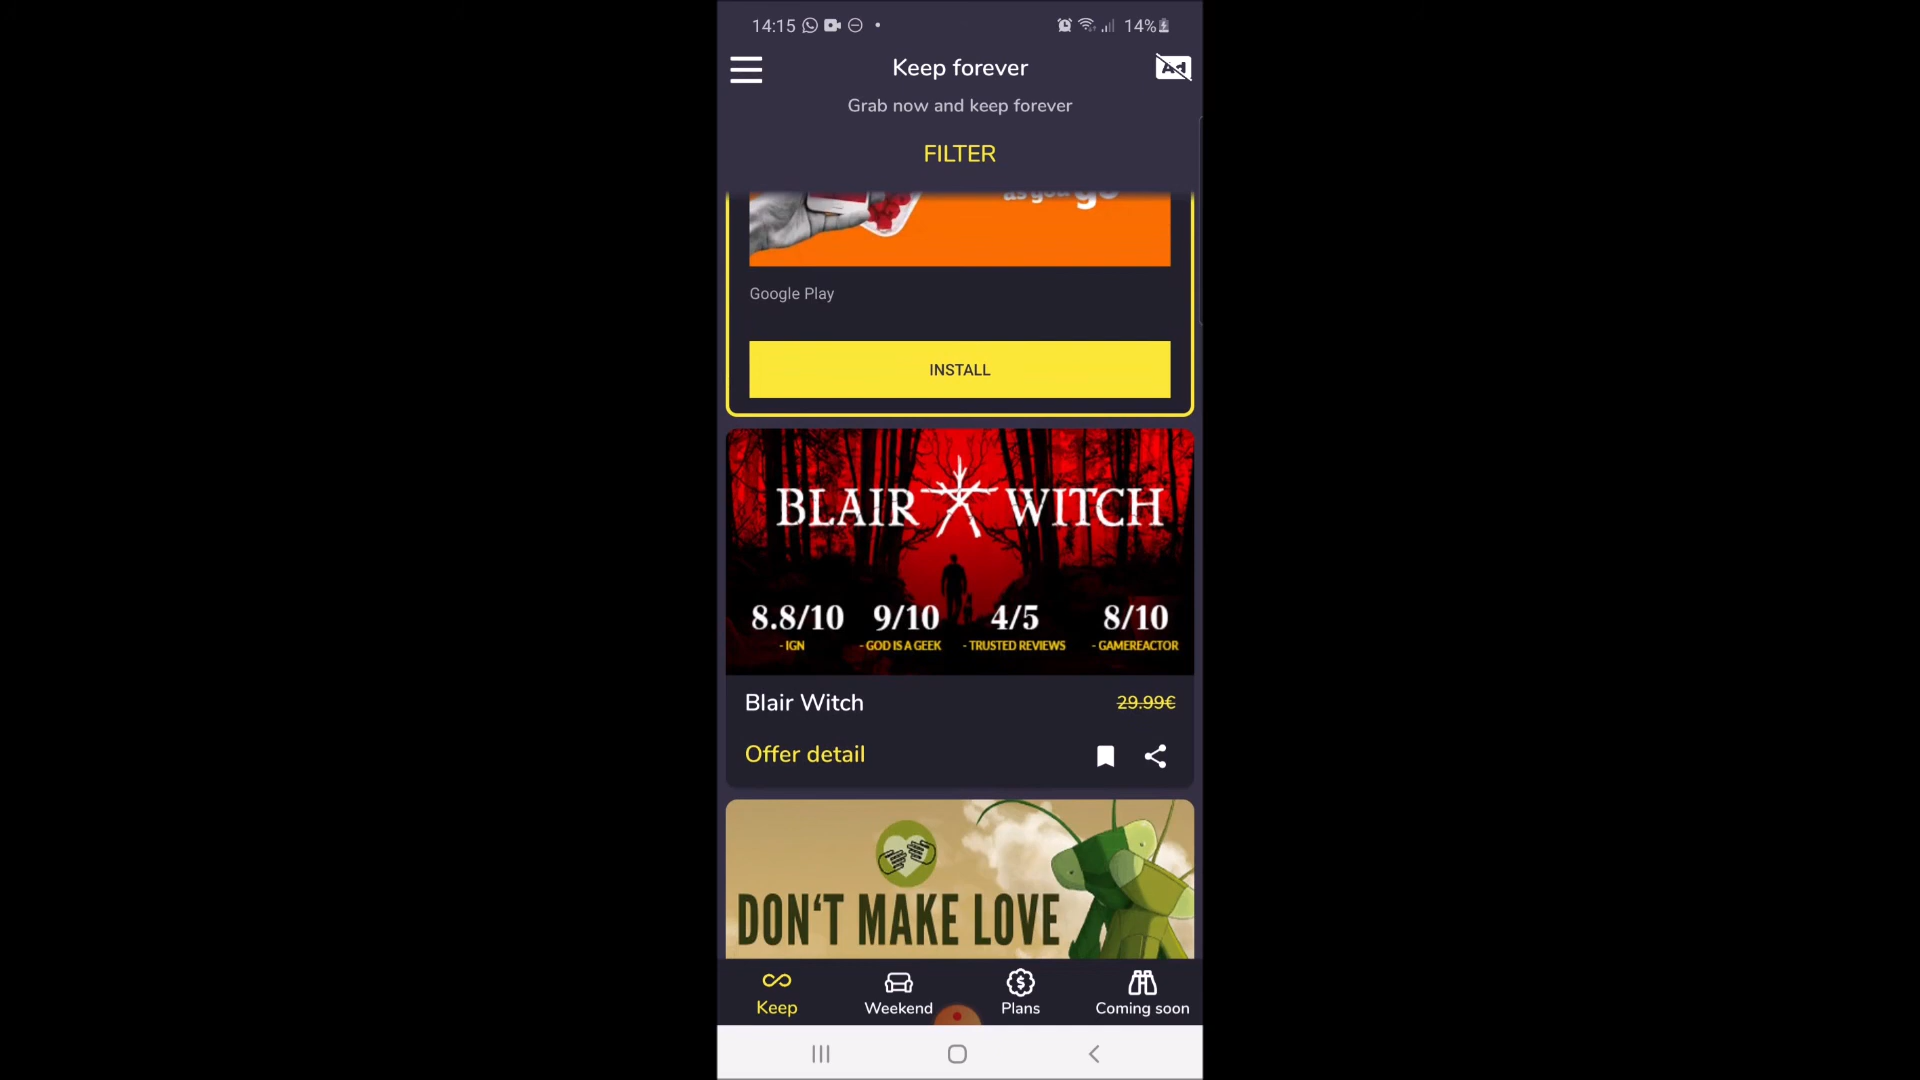 14:15 14%
Keep forever
Ad
Grab now and keep forever
FILTER
as you go
Google Play
INSTALL
BLAIR WITCH
8.8/10 9/10 4/5 8/10
- IGN - GOD IS A GEEK - TRUSTED REVIEWS - GAMEREACTOR
Blair Witch 29.99€
Offer detail
DON'T MAKE LOVE
Keep Weekend Plans Coming soon